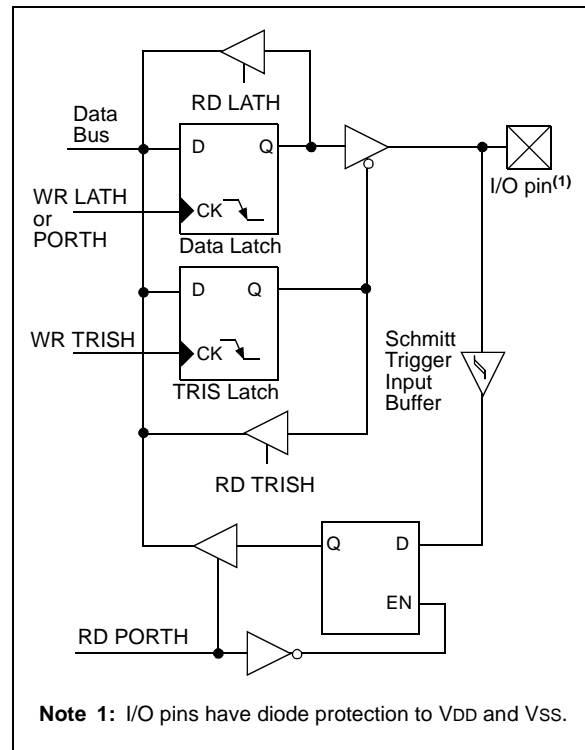 RD LATH
Data
Bus
D Q
I/O pin(1)
WR LATH
or
PORTH
CK
Data Latch
D Q
WR TRISH
CK
TRIS Latch
Schmitt
Trigger
Input
Buffer
RD TRISH
Q D
EN
RD PORTH
Note 1: I/O pins have diode protection to VDD and VSS.